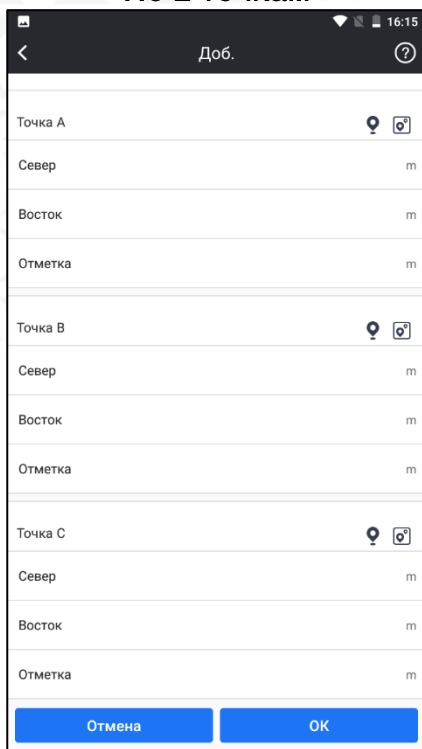 16:15
Доб.
Точка A
Север m
Восток m
Отметка m
Точка B
Север m
Восток m
Отметка m
Точка C
Север m
Восток m
Отметка m
Отмена OK